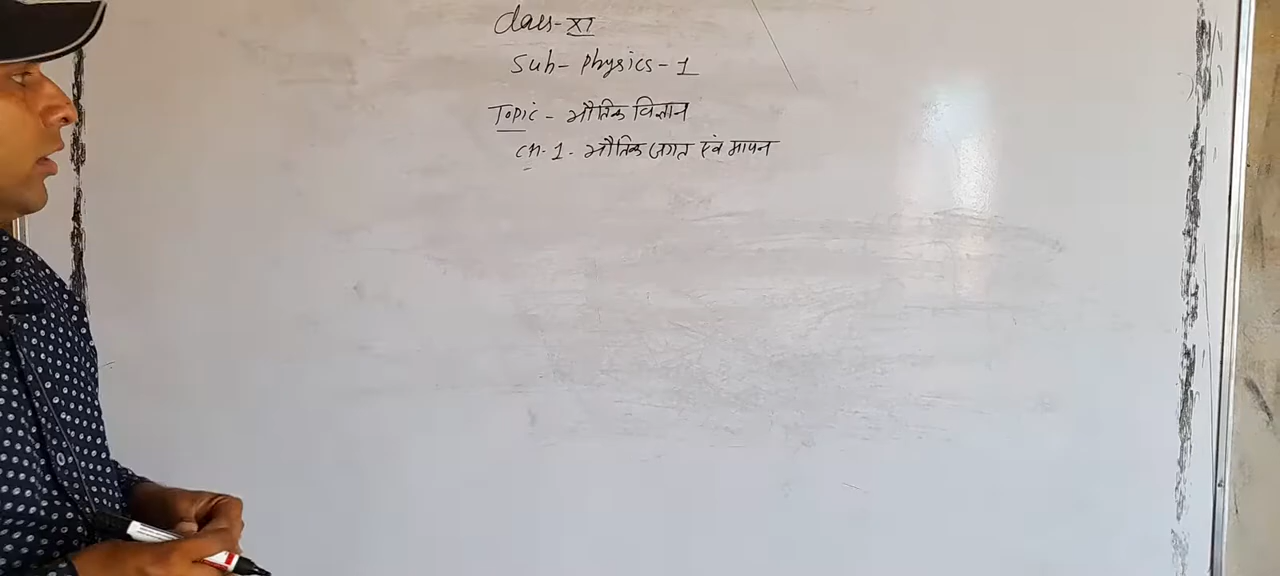 Class-XI
Sub- Physics-1
Topic - भौतिक विज्ञान
Ch.1. भौतिक जगत एवं मापन